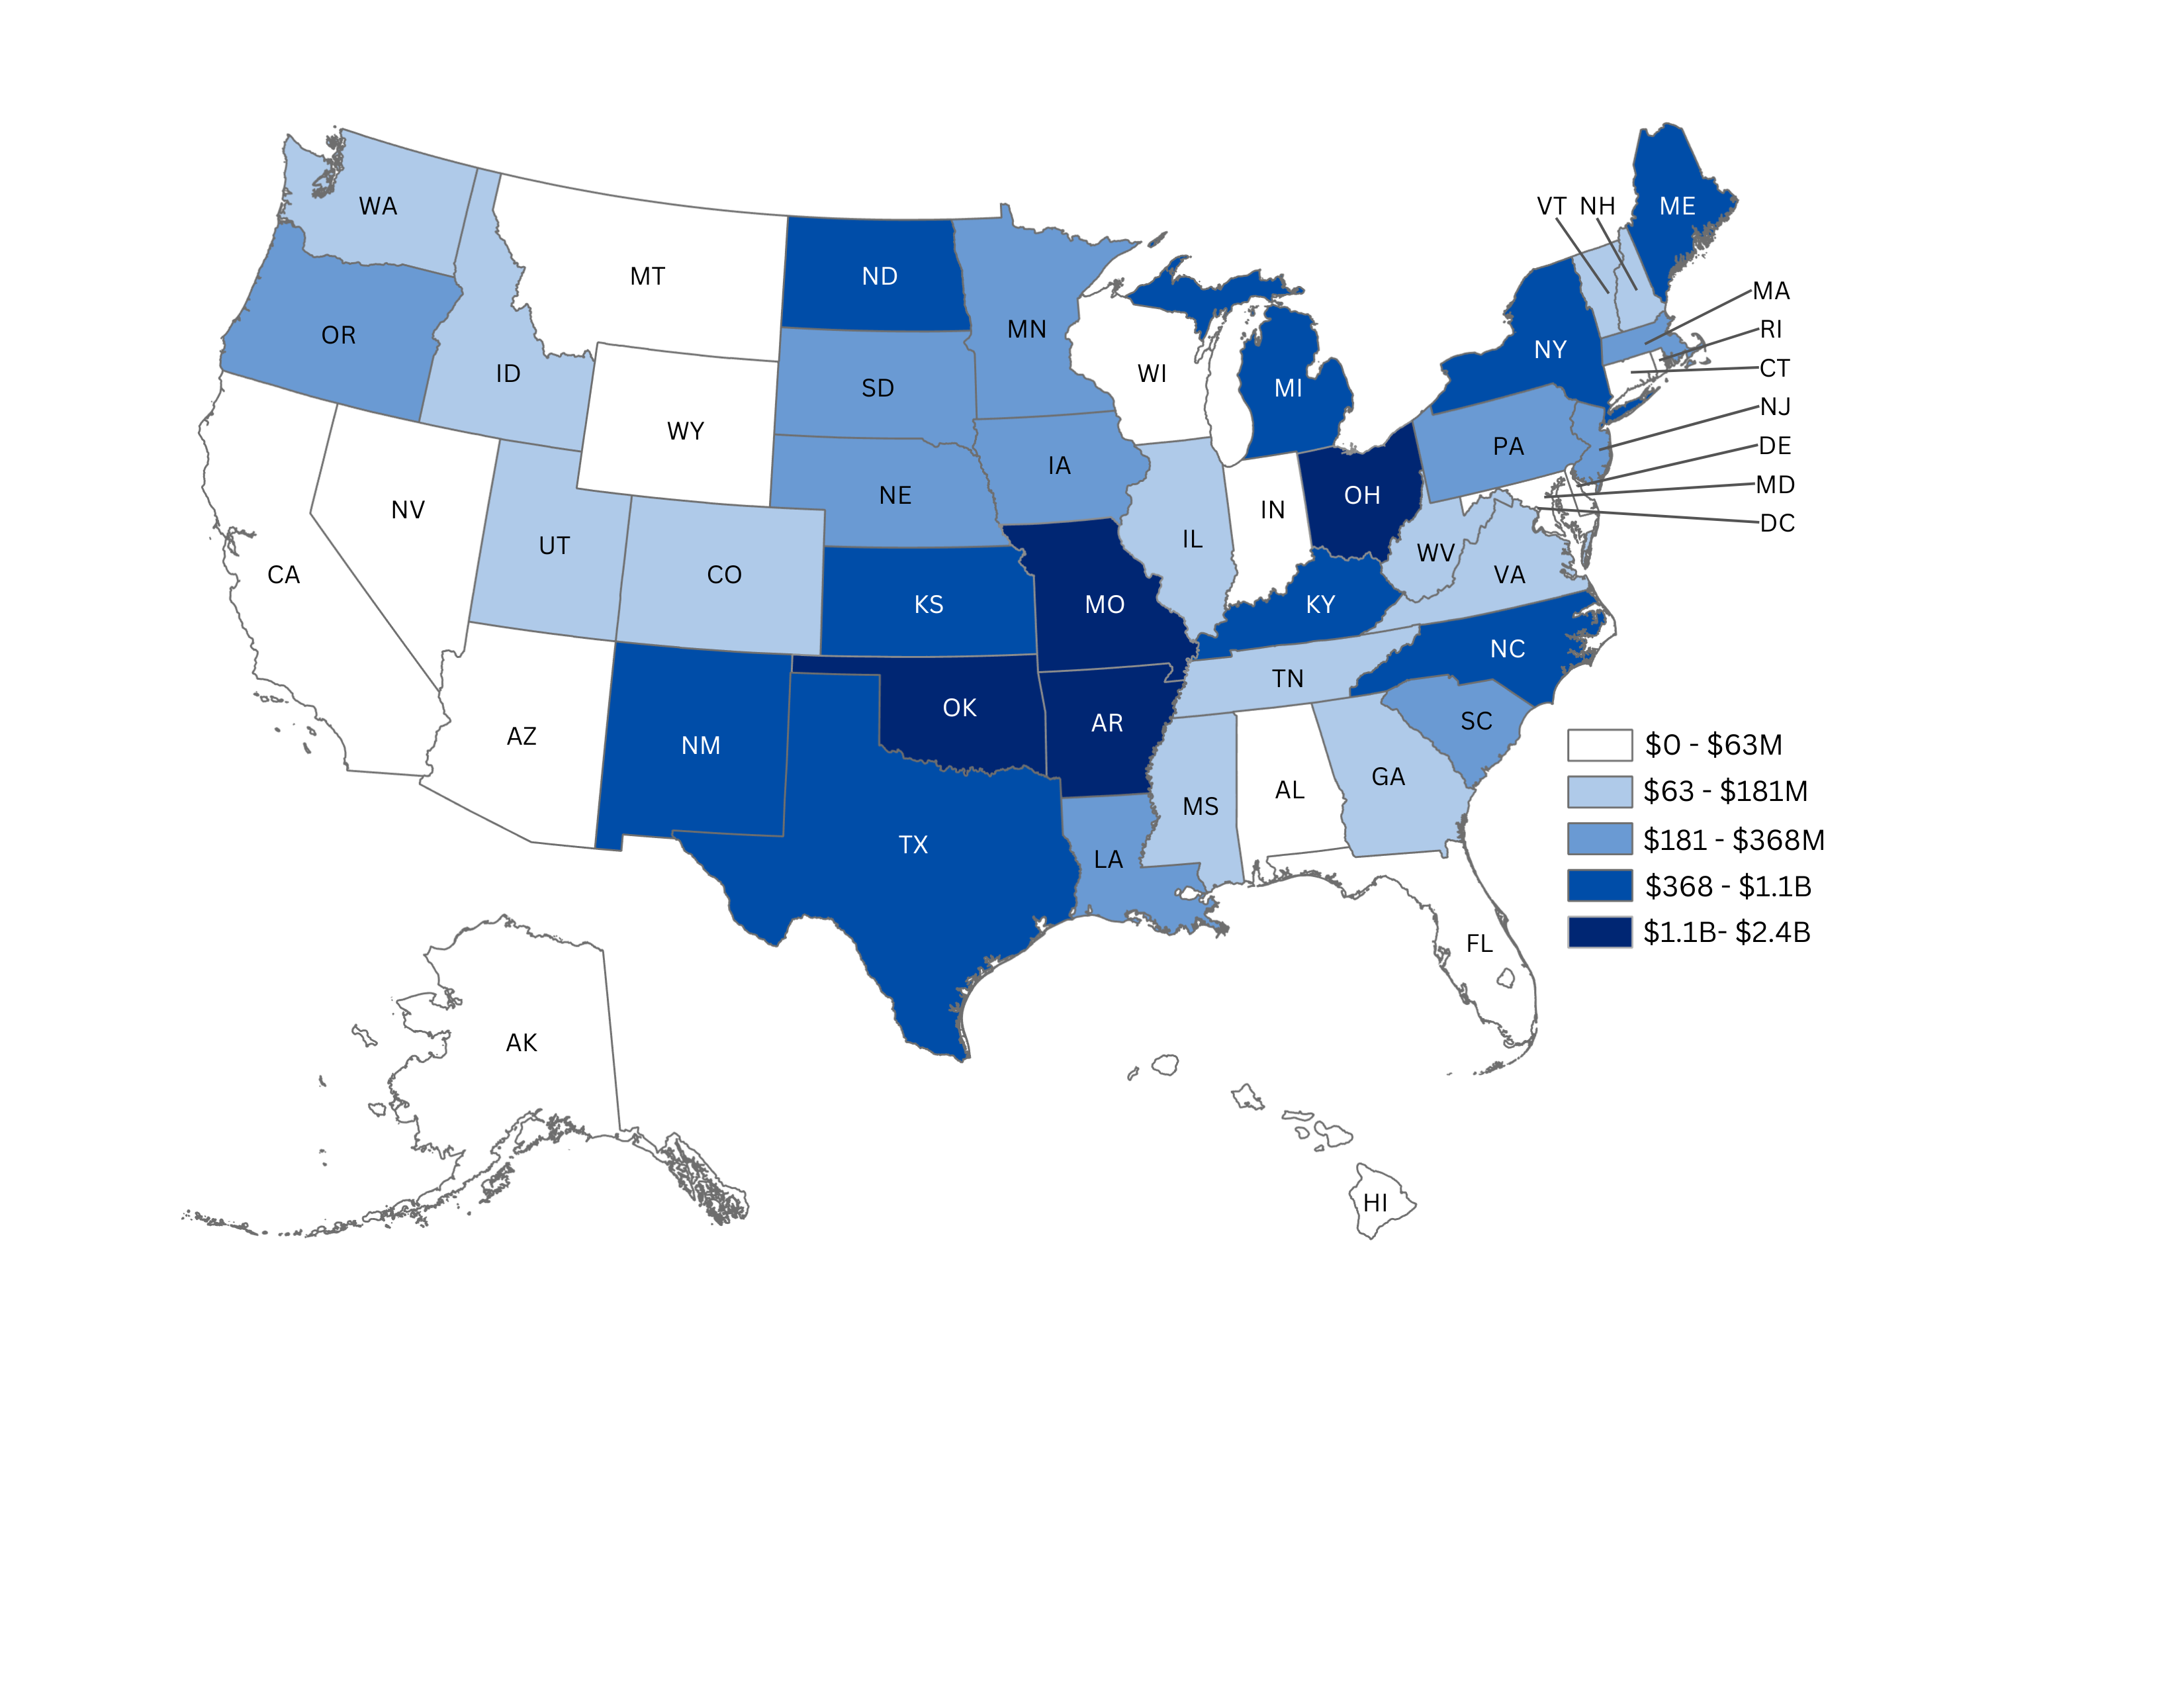 WA
VT NH
ME
MT
ND
MA
MN
RI
OR
NY
CT
ID
WI
SD
MI
NJ
WY
PA
DE
IA
MD
NE
OH
NV
IN
DC
IL
UT
WV
CA
CO
VA
KS
MO
KY
NC
TN
OK
SC
AR
AZ
NM
$0 - $63M
GA
AL
$63 - $181M
MS
TX
$181 - $368M
LA
$368 - $1.1B
$1.1B- $2.4B
FL
AK
HI